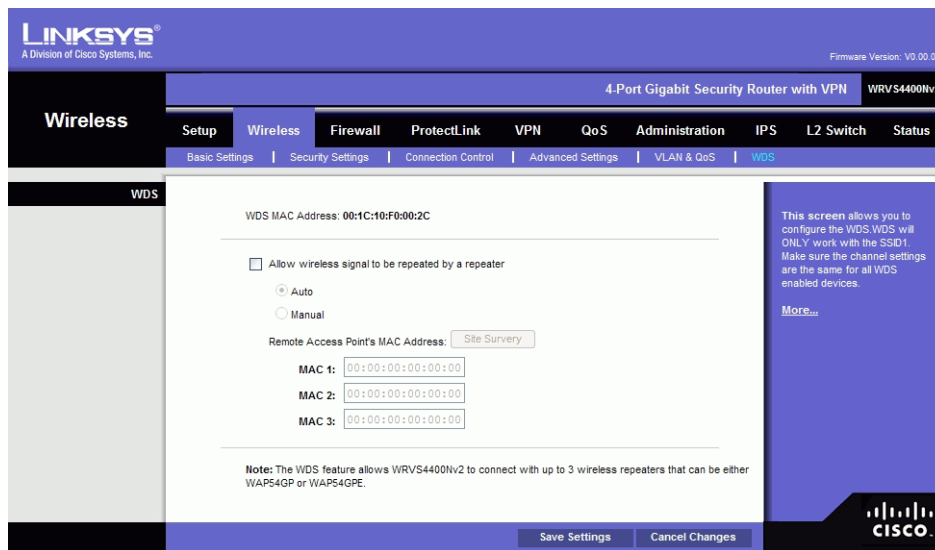 LINKSYS®
A Division of Cisco Systems, Inc.
Firmware Version: V0.00.0
4-Port Gigabit Security Router with VPN
WRVS4400Nv
Wireless
Setup
Wireless
Firewall
ProtectLink
VPN
QoS
Administration
IPS
L2 Switch
Status
Basic Settings | Security Settings | Connection Control | Advanced Settings | VLAN & QoS | WDS
WDS
WDS MAC Address: 00:1C:10:F0:00:2C
Allow wireless signal to be repeated by a repeater
Auto
Manual
Remote Access Point's MAC Address: Site Survery
MAC 1: 00:00:00:00:00:00
MAC 2: 00:00:00:00:00:00
MAC 3: 00:00:00:00:00:00
Note: The WDS feature allows WRVS4400Nv2 to connect with up to 3 wireless repeaters that can be either
WAP54GP or WAP54GPE.
This screen allows you to
configure the WDS.WDS will
ONLY work with the SSID1.
Make sure the channel settings
are the same for all WDS
enabled devices.
More...
Save Settings
Cancel Changes
CISCO.